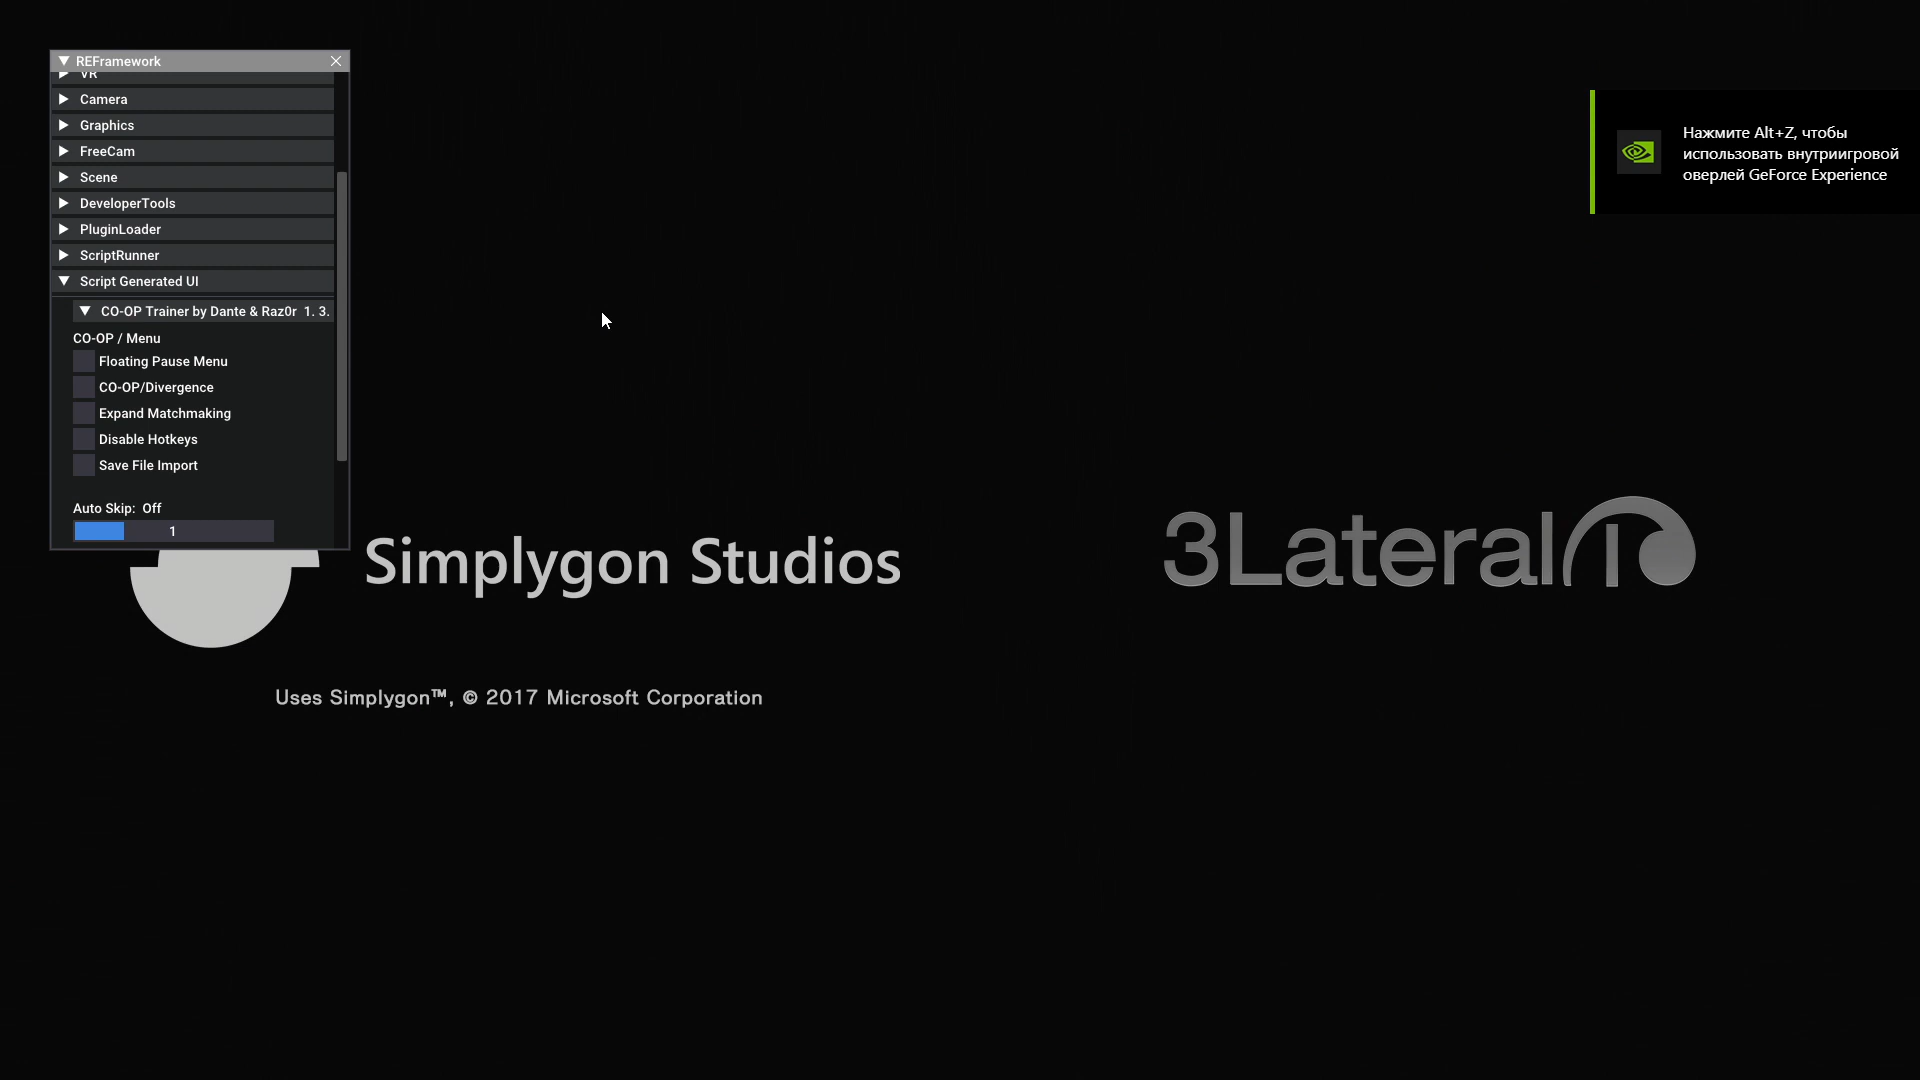 REFramework
VR
Camera
Graphics
FreeCam
Scene
DeveloperTools
PluginLoader
ScriptRunner
Script Generated UI
CO-OP Trainer by Dante & Raz0r 1. 3.
CO-OP / Menu
Floating Pause Menu
CO-OP/Divergence
Expand Matchmaking
Disable Hotkeys
Save File Import
Auto Skip: Off
1
Нажмите Alt+Z, чтобы
использовать внутриигровой
оверлей GeForce Experience
Simplygon Studios
3Lateral
Uses Simplygon™, © 2017 Microsoft Corporation